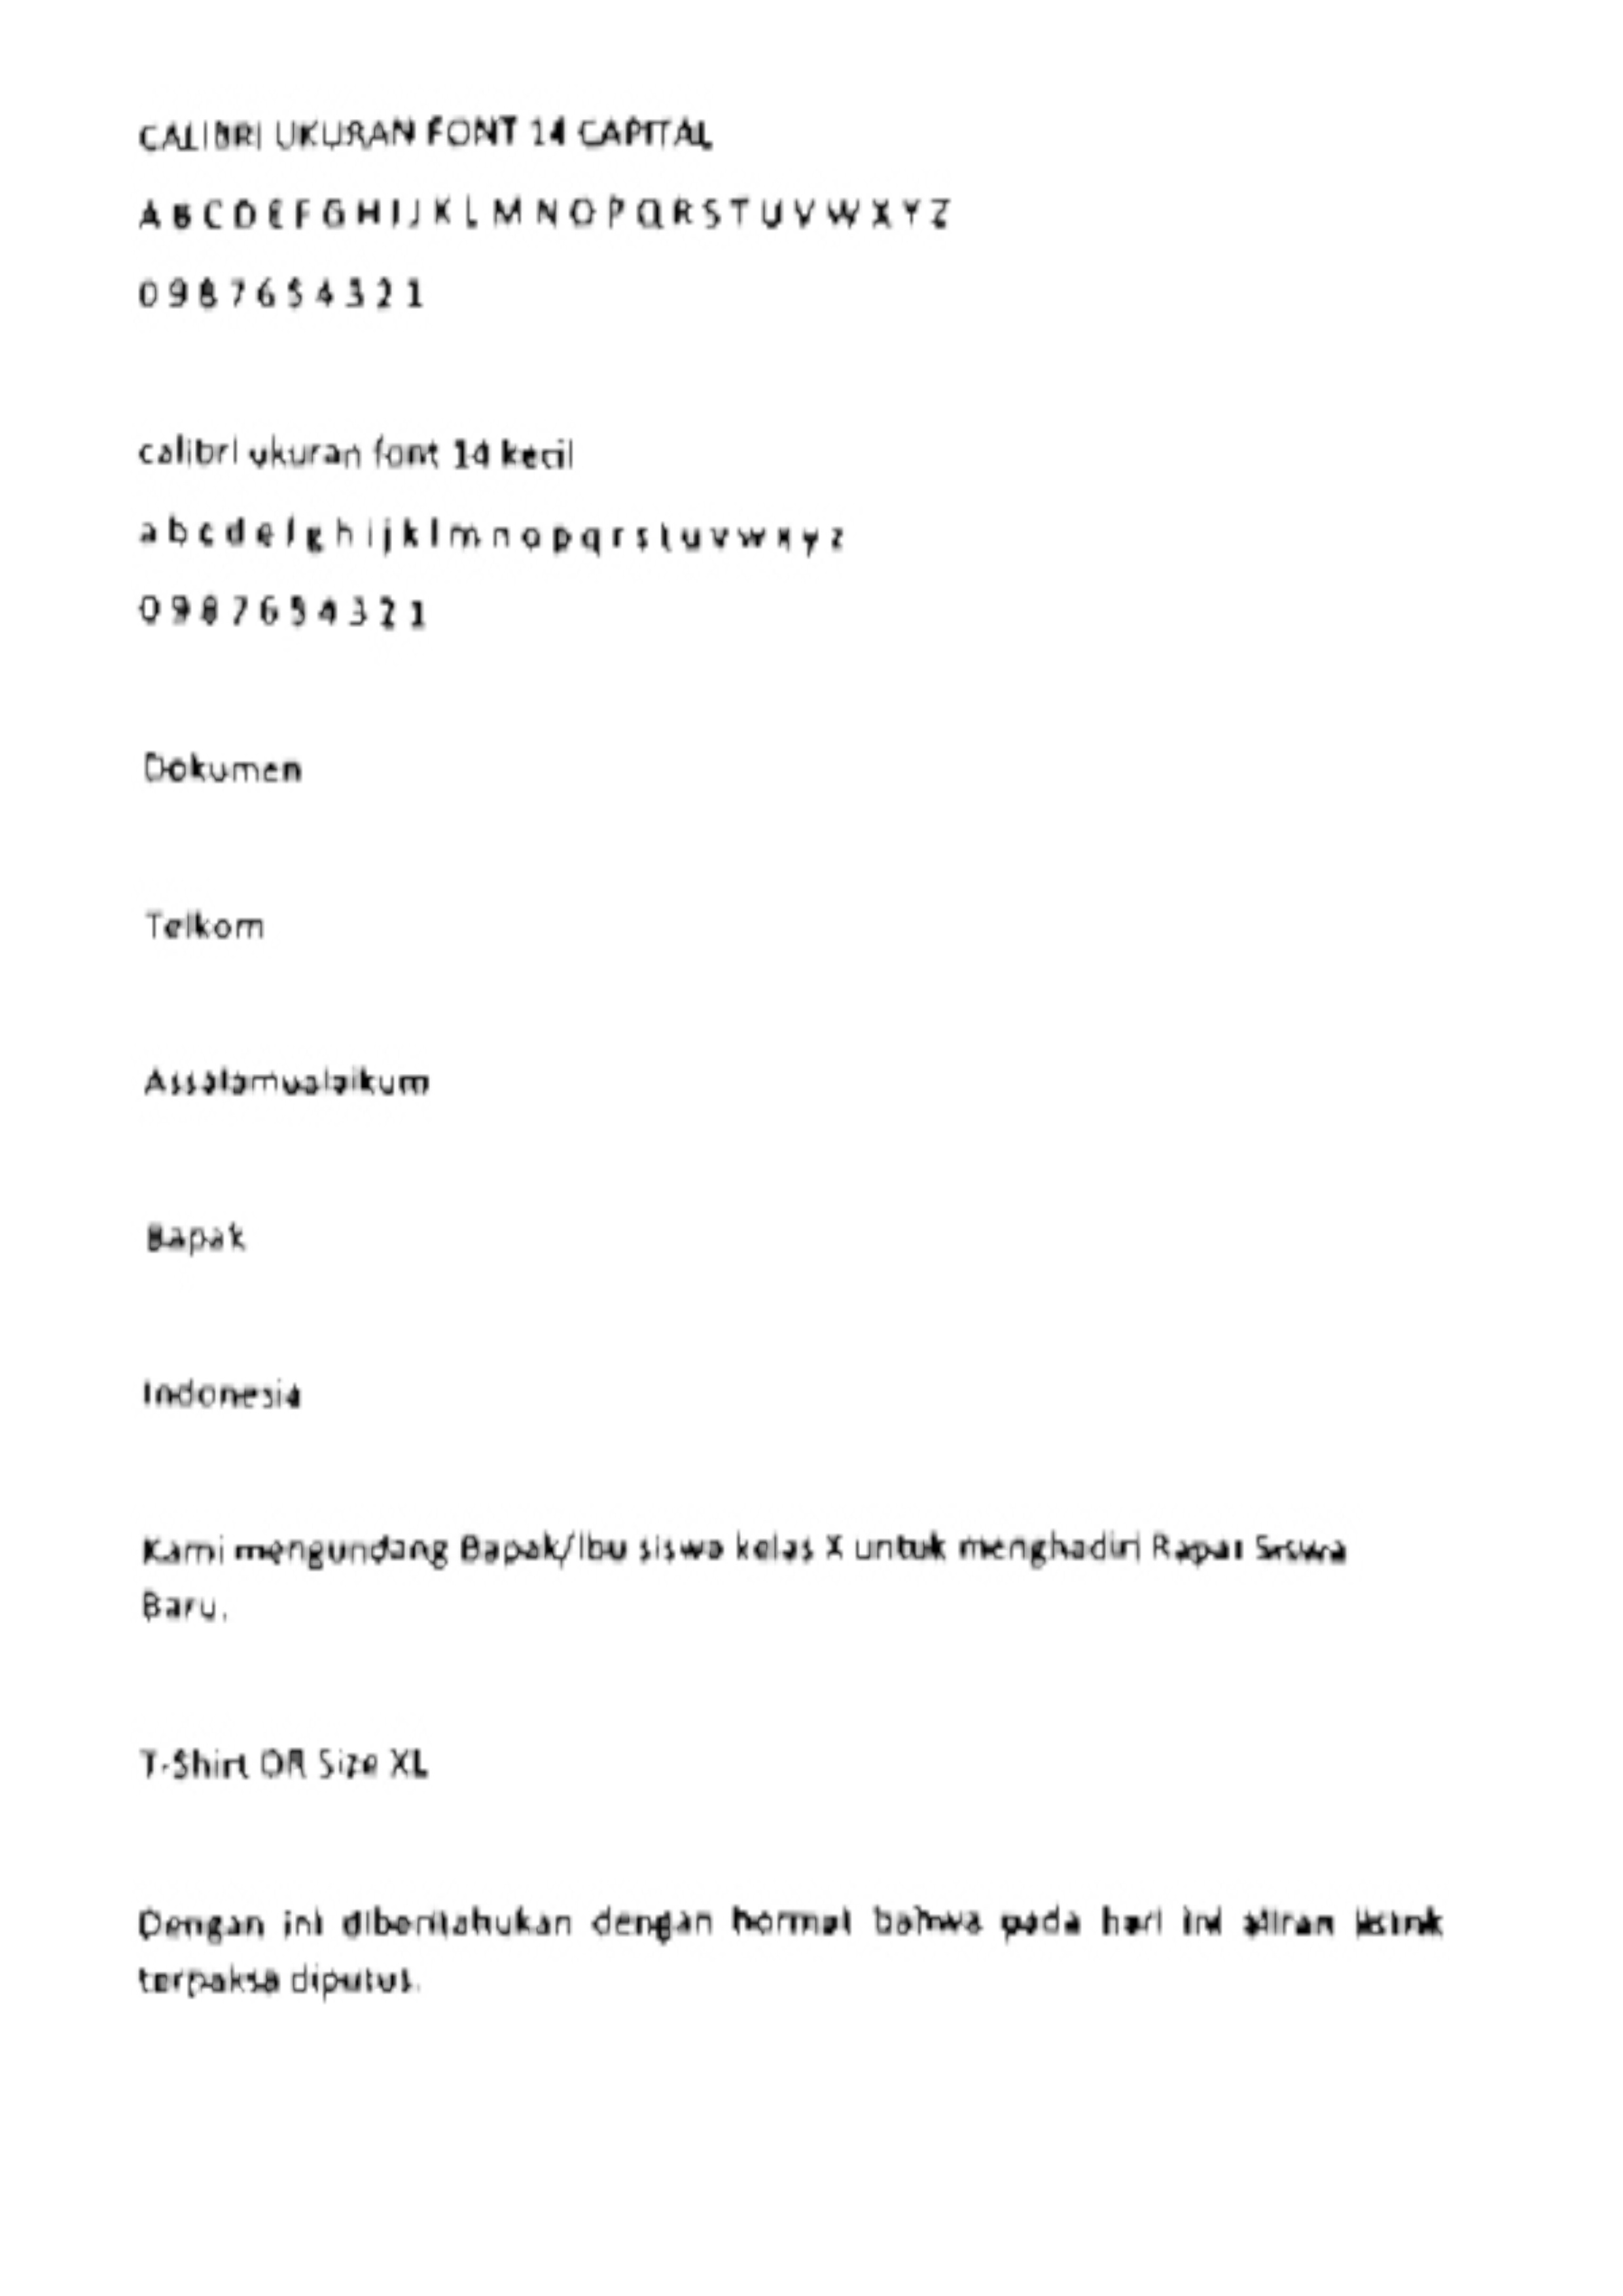 CALIBRI UKURAN FONT 14 CAPITAL
A B C D E F G H I J K L M N O P Q R S T U V W X Y Z
0 9 8 7 6 5 4 3 2 1
calibri ukuran font 14 kecil
a b c d e f g h i j k l m n o p q r s t u v w x y z
0 9 8 7 6 5 4 3 2 1
Dokumen
Telkom
Assalamualaikum
Bapak
Indonesia
Kami mengundang Bapak/Ibu siswa kelas X untuk menghadiri Rapat Siswa
Baru.
T-Shirt OR Size XL
Dengan ini diberitahukan dengan hormat bahwa pada hari ini aliran listrik
terpaksa diputus.